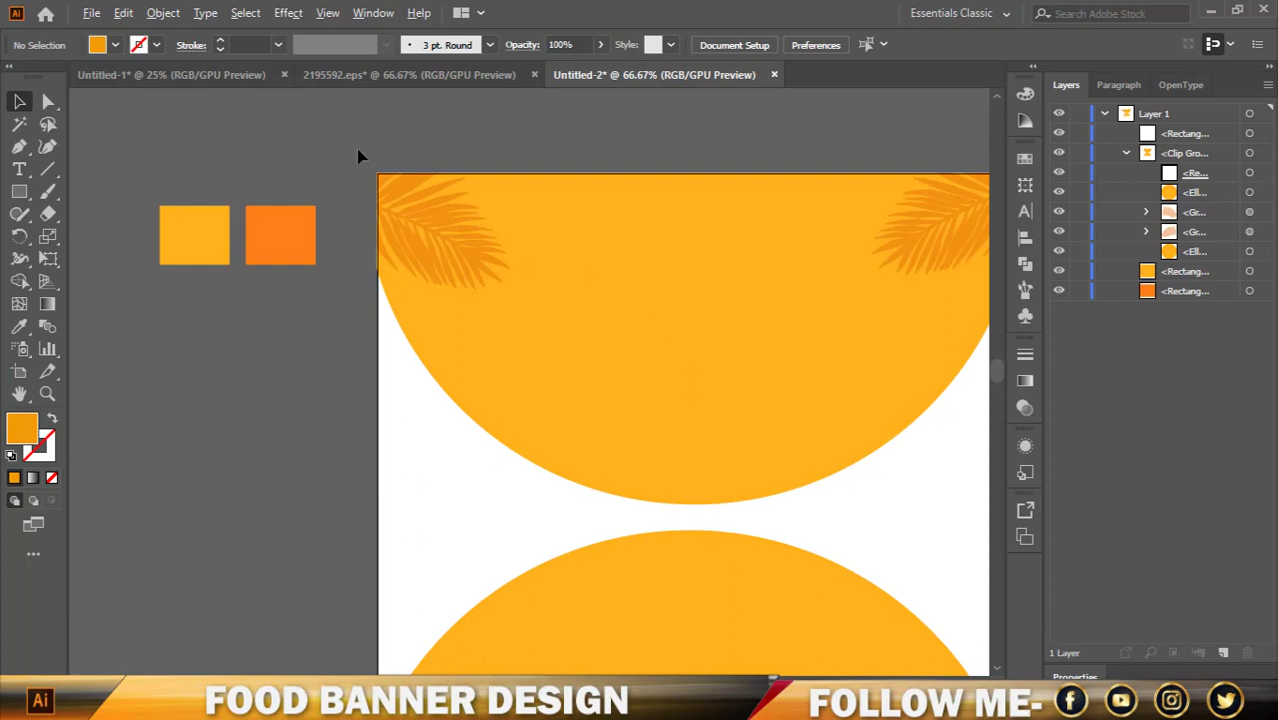 Ai File Edit Object Type Select Effect View Window Help Essentials Classic Search Adobe Stock
No Selection Stroke: 3 pt. Round Opacity: 100% Style: Document Setup Preferences
Untitled-1* @ 25% (RGB/GPU Preview) 2195592.eps* @ 66.67% (RGB/GPU Preview) Untitled-2* @ 66.67% (RGB/GPU Preview)
Layers Paragraph OpenType
Layer 1
<Rectang...
<Clip Gro...
<Re...
<Ell...
<Gr...
<Gr...
<Ell...
<Rectang...
<Rectang...
1 Layer
Properties
Ai FOOD BANNER DESIGN FOLLOW ME-